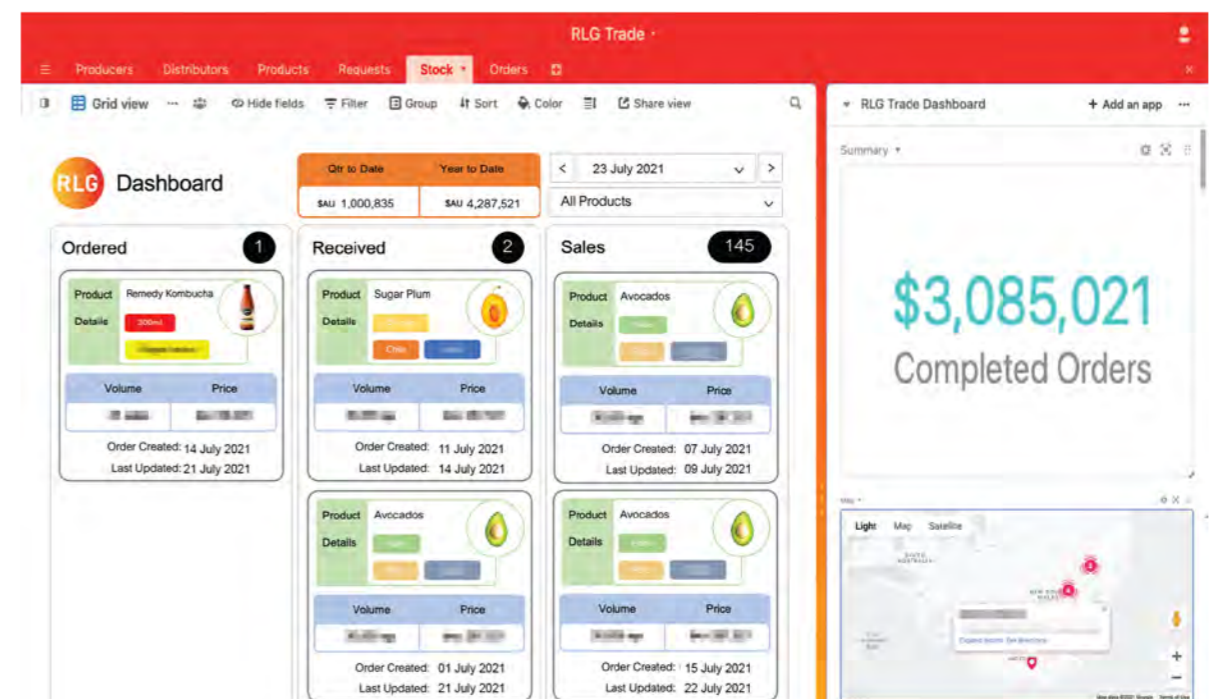 RLG Trade
Producers Distributors Products Requests Stock Orders
Grid view Hide fields Filter Group Sort Color Share view
RLG Trade Dashboard + Add an app
Summary
RLG Dashboard
Qtr to Date Year to Date
$AU 1,000,835 $AU 4,287,521
< 23 July 2021 >
All Products
Ordered 1
Product Remedy Kombucha
Details 300ml
Volume Price
Order Created: 14 July 2021
Last Updated: 21 July 2021
Received 2
Product Sugar Plum
Details
Volume Price
Order Created: 11 July 2021
Last Updated: 14 July 2021
Product Avocados
Details
Volume Price
Order Created: 01 July 2021
Last Updated: 21 July 2021
Sales 145
Product Avocados
Details
Volume Price
Order Created: 07 July 2021
Last Updated: 09 July 2021
Product Avocados
Details
Volume Price
Order Created: 15 July 2021
Last Updated: 22 July 2021
$3,085,021
Completed Orders
Light Map Satellite